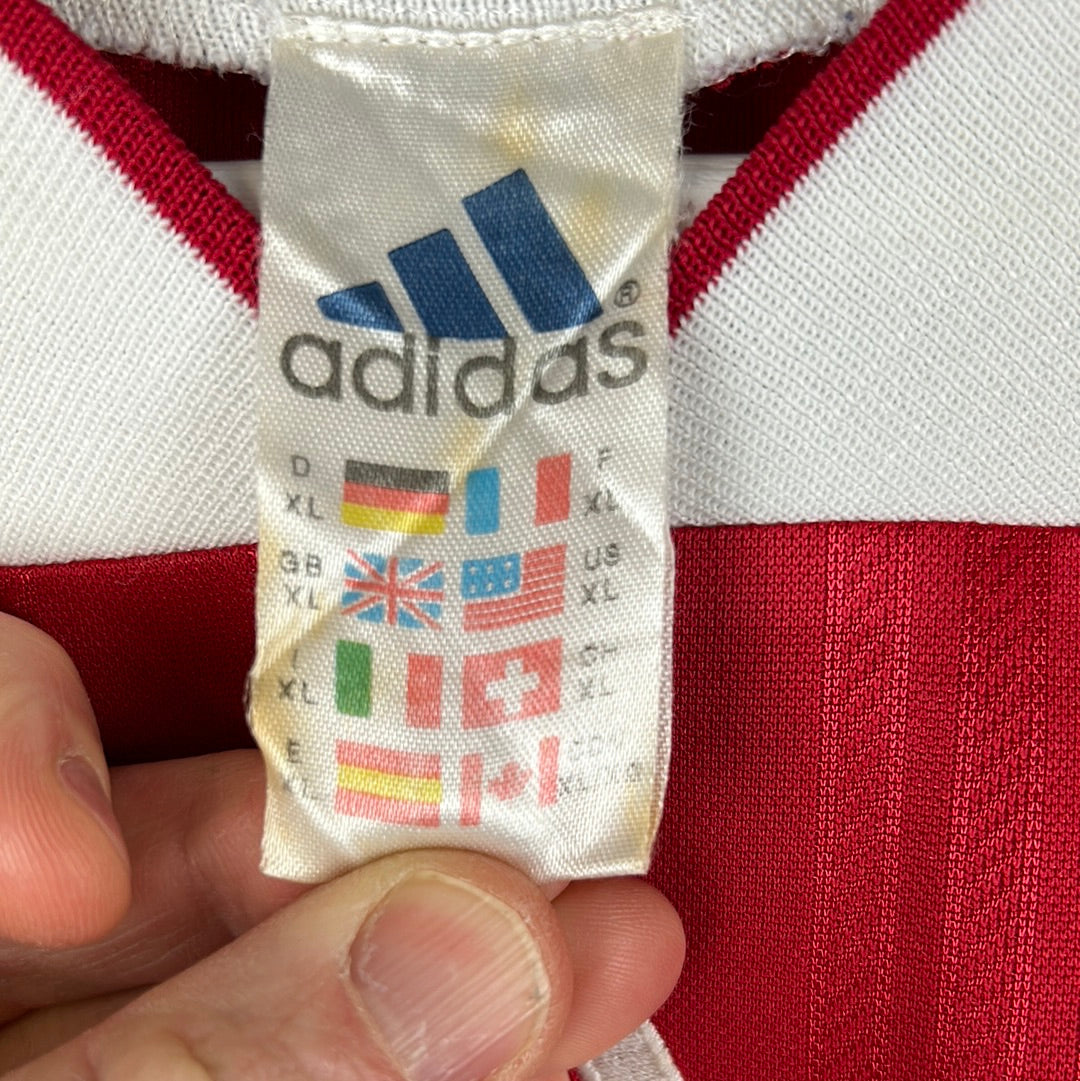 ®
adidas
D F
XL XL
GB US
XL XL
I CH
XL XL
E
XL